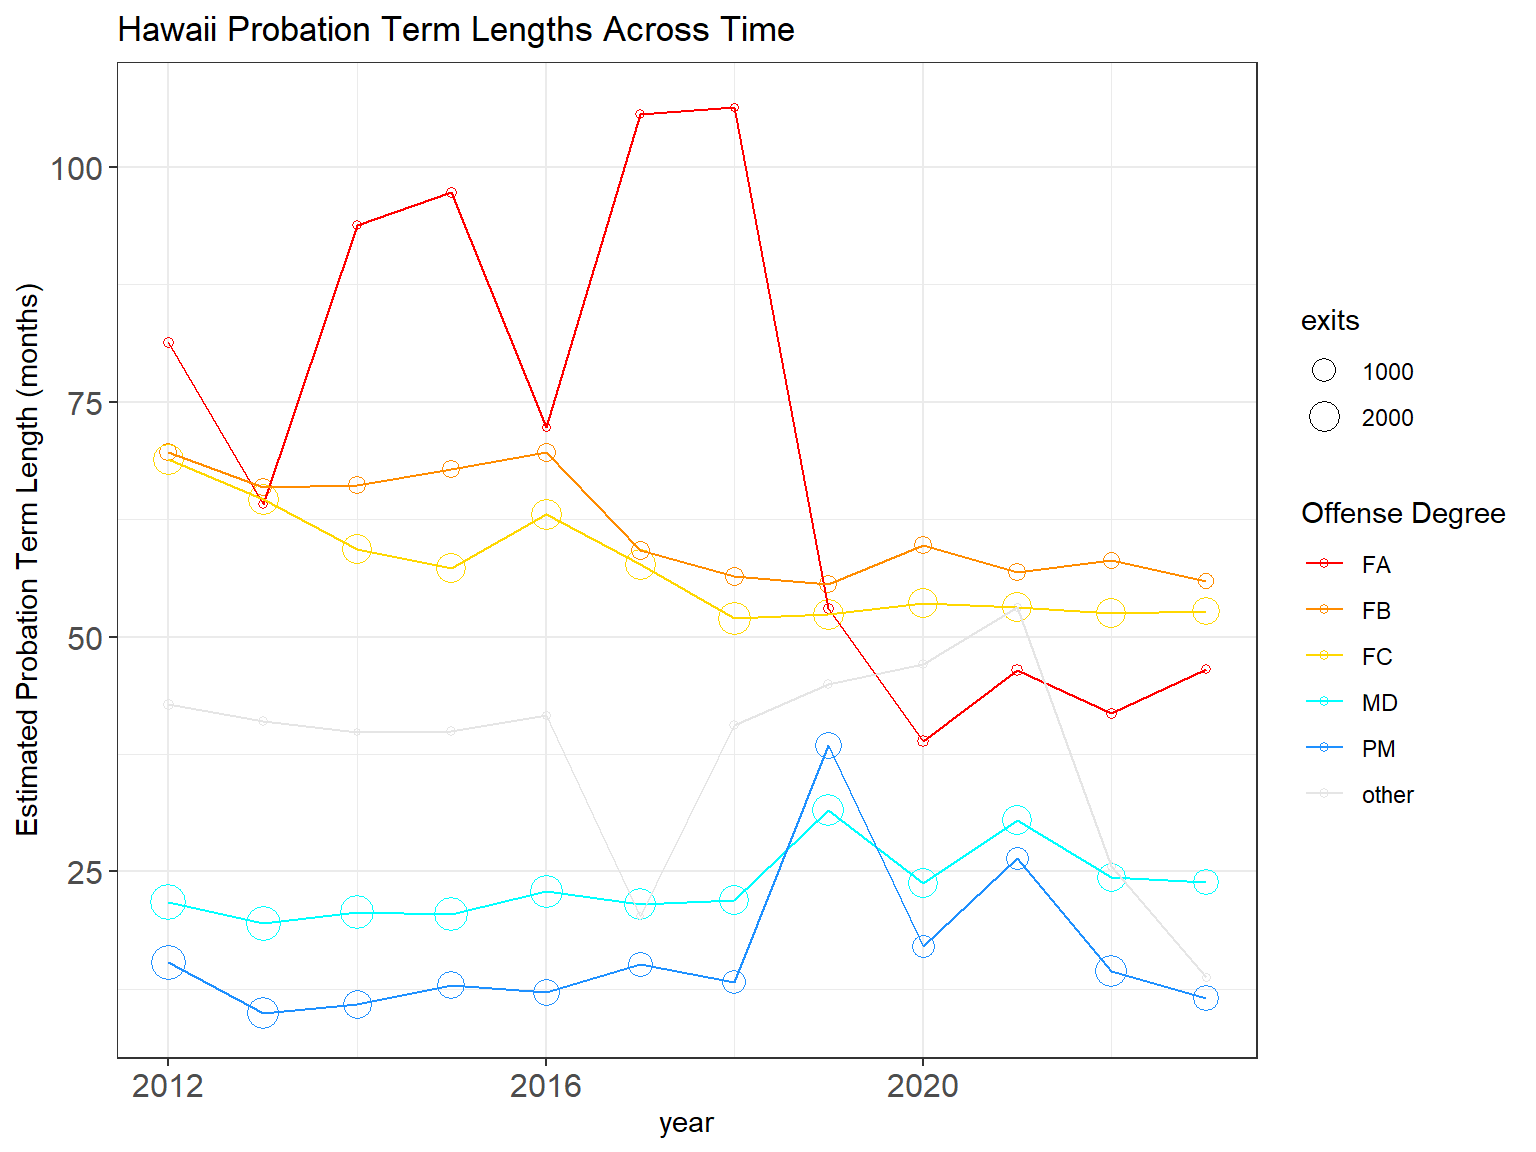 Hawaii Probation Term Lengths Across Time
Estimated Probation Term Length (months)
100
75
50
25
2012
2016
2020
year
exits
1000
2000
Offense Degree
FA
FB
FC
MD
PM
other